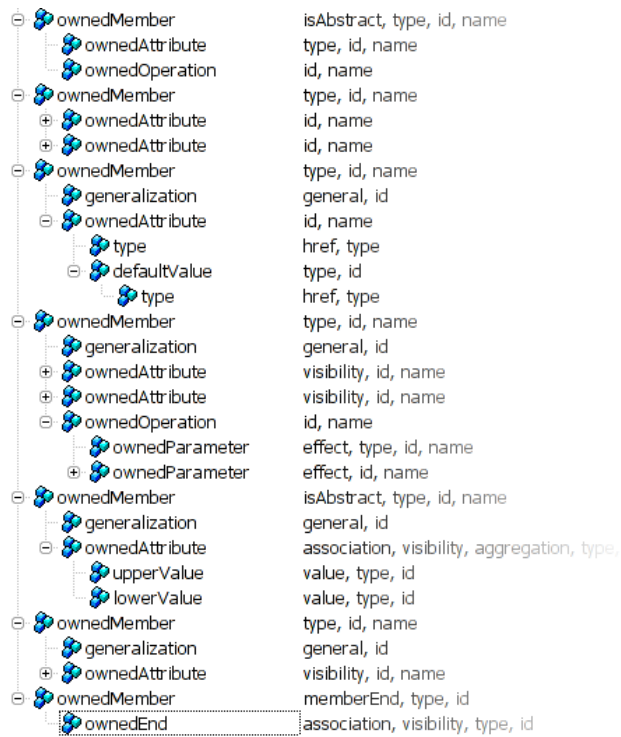 ownedMember isAbstract, type, id, name
ownedAttribute type, id, name
ownedOperation id, name
ownedMember type, id, name
ownedAttribute id, name
ownedAttribute id, name
ownedMember type, id, name
generalization general, id
ownedAttribute id, name
type href, type
defaultValue type, id
type href, type
ownedMember type, id, name
generalization general, id
ownedAttribute visibility, id, name
ownedAttribute visibility, id, name
ownedOperation id, name
ownedParameter effect, type, id, name
ownedParameter effect, id, name
ownedMember isAbstract, type, id, name
generalization general, id
ownedAttribute association, visibility, aggregation, type,
upperValue value, type, id
lowerValue value, type, id
ownedMember type, id, name
generalization general, id
ownedAttribute visibility, id, name
ownedMember memberEnd, type, id
ownedEnd association, visibility, type, id